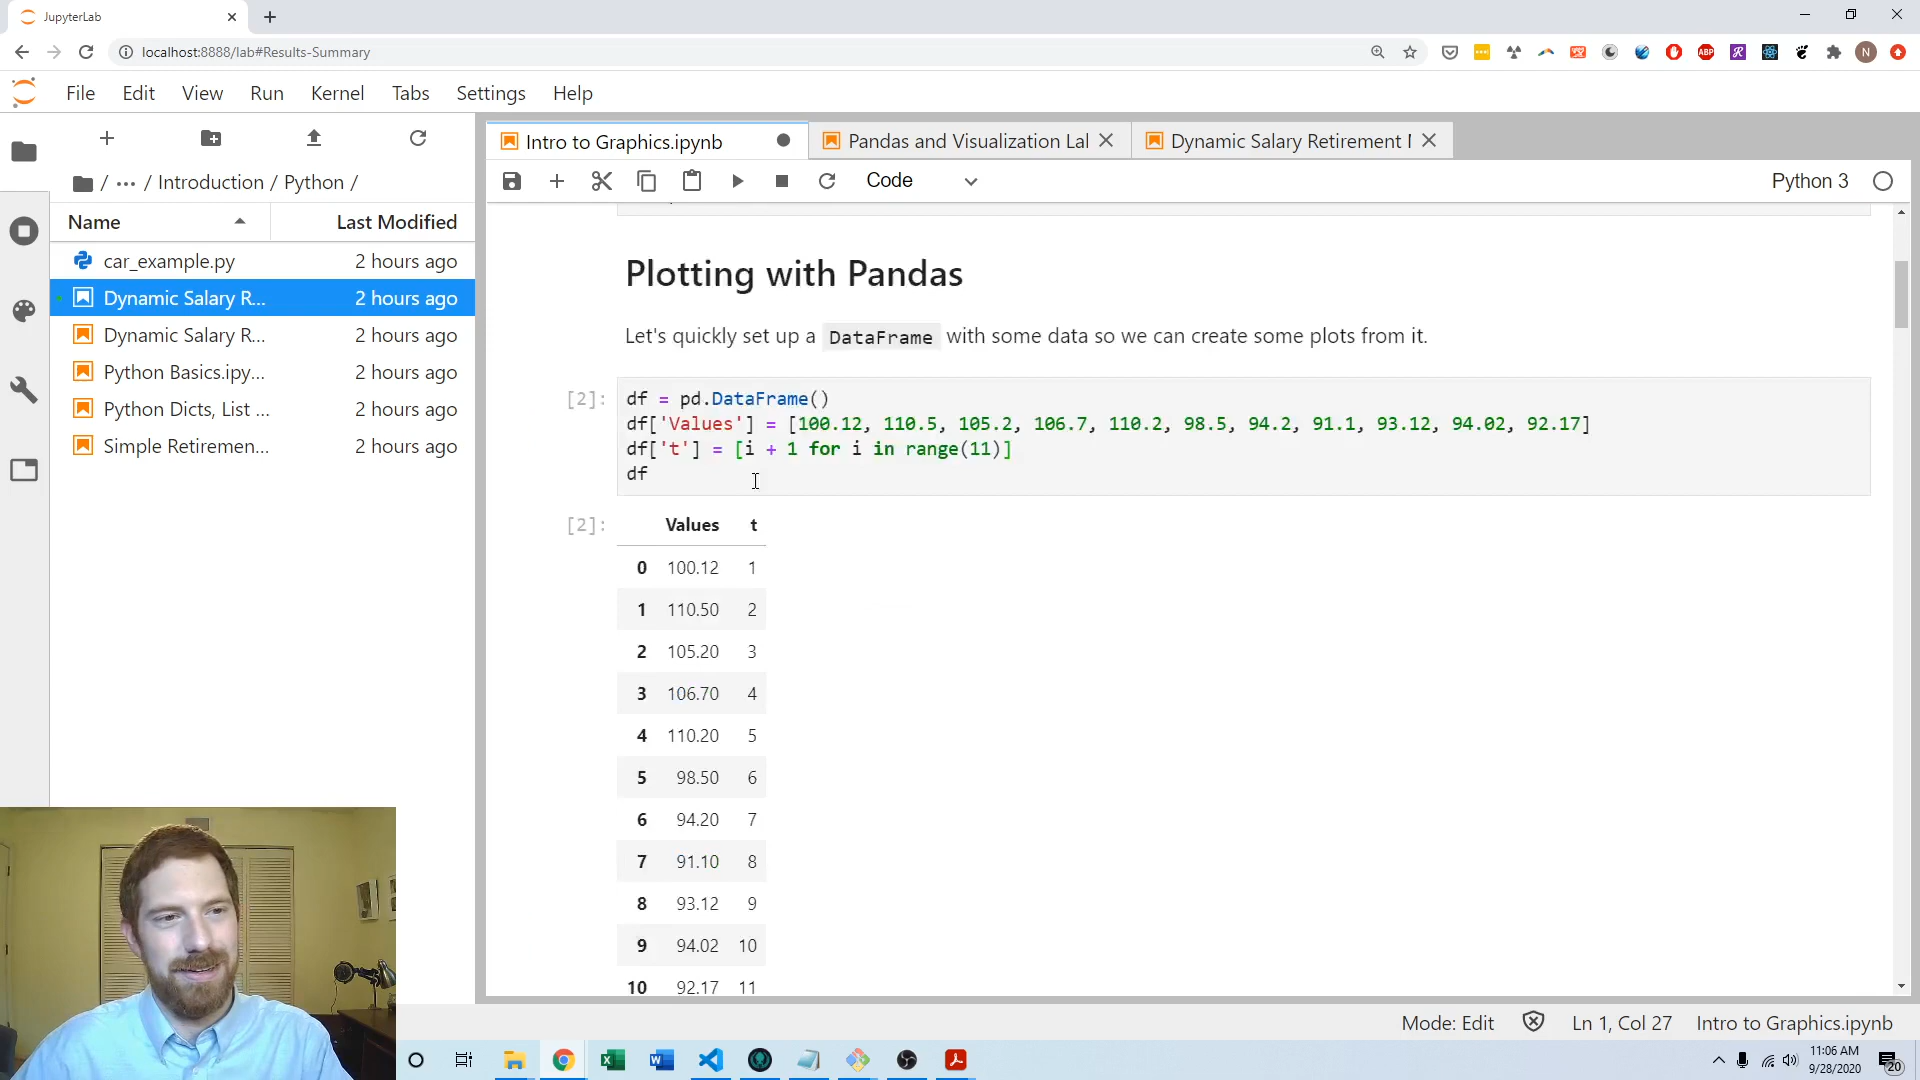 JupyterLab
localhost:8888/lab#Results-Summary
ABP
N
File Edit View Run Kernel Tabs Settings Help
Intro to Graphics.ipynb
Pandas and Visualization Lal
Dynamic Salary Retirement I
/ ··· / Introduction / Python /
Code
Python 3
Name Last Modified
car_example.py 2 hours ago
Dynamic Salary R... 2 hours ago
Dynamic Salary R... 2 hours ago
Python Basics.ipy... 2 hours ago
Python Dicts, List ... 2 hours ago
Simple Retiremen... 2 hours ago
Plotting with Pandas
Let's quickly set up a DataFrame with some data so we can create some plots from it.
[2]: df = pd.DataFrame()
df['Values'] = [100.12, 110.5, 105.2, 106.7, 110.2, 98.5, 94.2, 91.1, 93.12, 94.02, 92.17]
df['t'] = [i + 1 for i in range(11)]
df
[2]: Values t
0 100.12 1
1 110.50 2
2 105.20 3
3 106.70 4
4 110.20 5
5 98.50 6
6 94.20 7
7 91.10 8
8 93.12 9
9 94.02 10
10 92.17 11
Mode: Edit Ln 1, Col 27 Intro to Graphics.ipynb
11:06 AM
9/28/2020
20